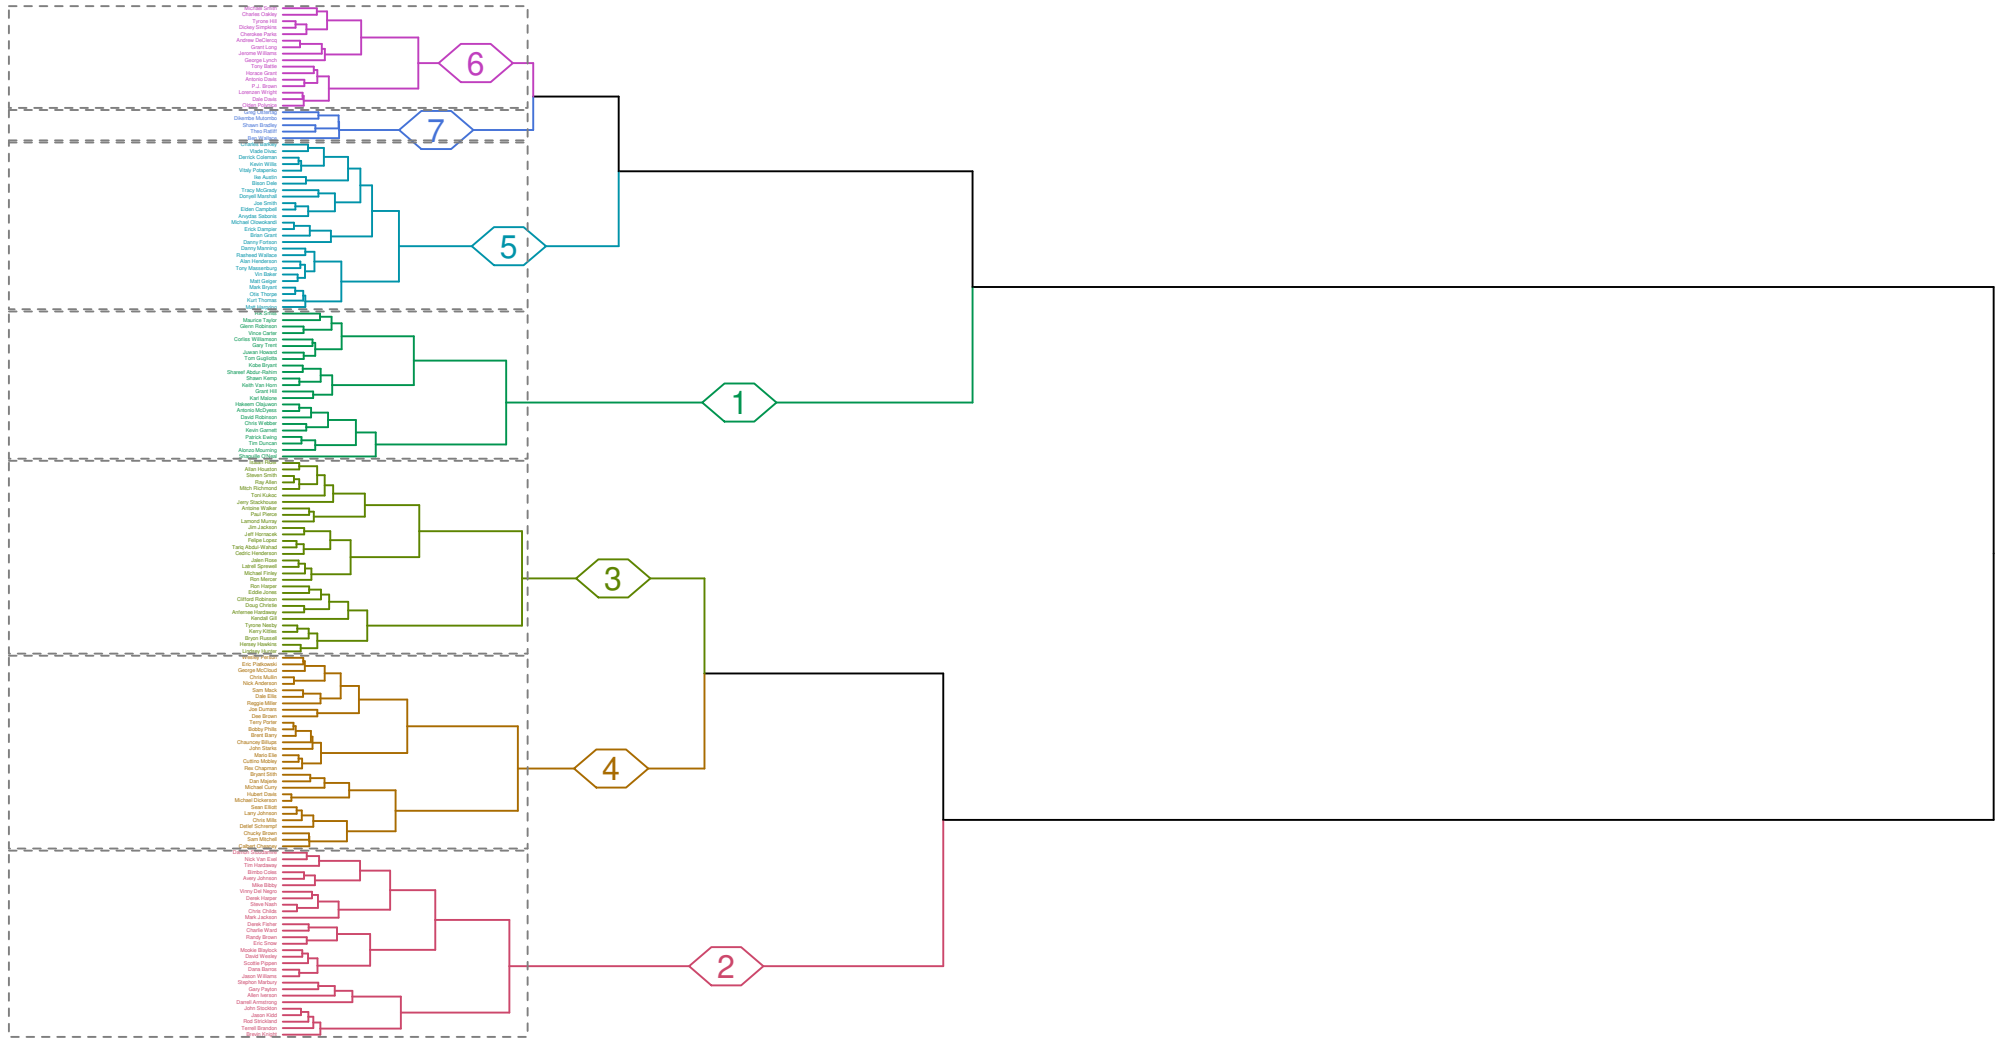 Charles Oakley
Tyrone Hill
Dickey Simpkins
Cherokee Parks
Andrew DeClercq
Grant Long
Jerome Williams
George Lynch
Tony Battie
Horace Grant
Antonio Davis
P.J. Brown
Lorenzen Wright
Dale Davis
6
Dikembe Mutombo
Shawn Bradley
Theo Ratliff
7
Vlade Divac
Derrick Coleman
Kevin Willis
Vitaly Potapenko
Ike Austin
Bison Dele
Tracy McGrady
Donyell Marshall
Joe Smith
Elden Campbell
Arvydas Sabonis
Michael Olowokandi
Erick Dampier
Brian Grant
Danny Fortson
5
Danny Manning
Rasheed Wallace
Alan Henderson
Tony Massenburg
Vin Baker
Matt Geiger
Mark Bryant
Otis Thorpe
Kurt Thomas
Maurice Taylor
Glenn Robinson
Vince Carter
Corliss Williamson
Gary Trent
Juwan Howard
Tom Gugliotta
Kobe Bryant
Shareef Abdur-Rahim
Shawn Kemp
Keith Van Horn
Grant Hill
Karl Malone
1
Hakeem Olajuwon
Antonio McDyess
David Robinson
Chris Webber
Kevin Garnett
Patrick Ewing
Tim Duncan
Alonzo Mourning
Shaquille O'Neal
Allan Houston
Steven Smith
Ray Allen
Mitch Richmond
Toni Kukoc
Jerry Stackhouse
Antoine Walker
Paul Pierce
Lamond Murray
Jim Jackson
Jeff Hornacek
Felipe Lopez
Tariq Abdul-Wahad
Cedric Henderson
Jalen Rose
Latrell Sprewell
Michael Finley
Ron Mercer
3
Ron Harper
Eddie Jones
Clifford Robinson
Doug Christie
Anfernee Hardaway
Kendall Gill
Tyrone Nesby
Kerry Kittles
Bryon Russell
Hersey Hawkins
Lindsey Hunter
Eric Piatkowski
George McCloud
Chris Mullin
Nick Anderson
Sam Mack
Dale Ellis
Reggie Miller
Joe Dumars
Dee Brown
Terry Porter
Bobby Phills
Brent Barry
Chauncey Billups
John Starks
Mario Elie
Cuttino Mobley
Rex Chapman
4
Bryant Stith
Dan Majerle
Michael Curry
Hubert Davis
Michael Dickerson
Sean Elliott
Larry Johnson
Chris Mills
Detlef Schrempf
Chucky Brown
Sam Mitchell
Calbert Cheaney
Nick Van Exel
Tim Hardaway
Bimbo Coles
Avery Johnson
Mike Bibby
Vinny Del Negro
Derek Harper
Steve Nash
Chris Childs
Mark Jackson
Derek Fisher
Charlie Ward
Randy Brown
Eric Snow
Mookie Blaylock
David Wesley
Scottie Pippen
2
Dana Barros
Jason Williams
Stephon Marbury
Gary Payton
Allen Iverson
Darrell Armstrong
John Stockton
Jason Kidd
Rod Strickland
Terrell Brandon
Brevin Knight